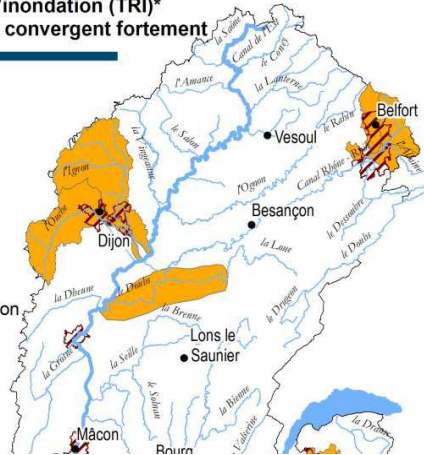 'inondation (TRI)*
convergent fortement
la Saône
Canal de l'Est
le Coney
l'Amance
la Lanterne
le Salon
Vesoul
le Rahin
Belfort
la Vingeanne
l'Ignon
l'Ognon
Canal Rhône
l'Ouche
Dijon
Besançon
le Dessoubre
le Doubs
la Loue
la Dheune
le Doubs
le Drugeon
la Brenne
on
Lons le
Saunier
la Grosne
la Seille
le Solnan
la Bienne
la Valserine
la Dranse
Mâcon
Bourg